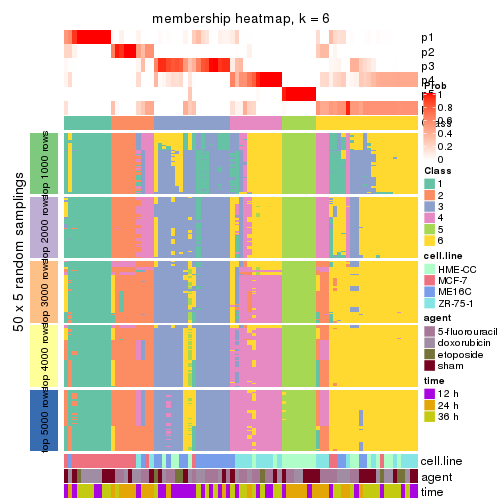 membership heatmap, k = 6
p1
p2
p3
p4
Prob
1
0.8
0.6
0.4
0.2
0
Class
1
2
3
4
5
6
cell.line
HME-CC
MCF-7
ME16C
ZR-75-1
agent
5-fluorouracil
doxorubicin
etoposide
sham
time
12 h
24 h
36 h
50 x 5 random samplings
top 1000 rows
top 2000 rows
top 3000 rows
top 4000 rows
top 5000 rows
cell.line
agent
time